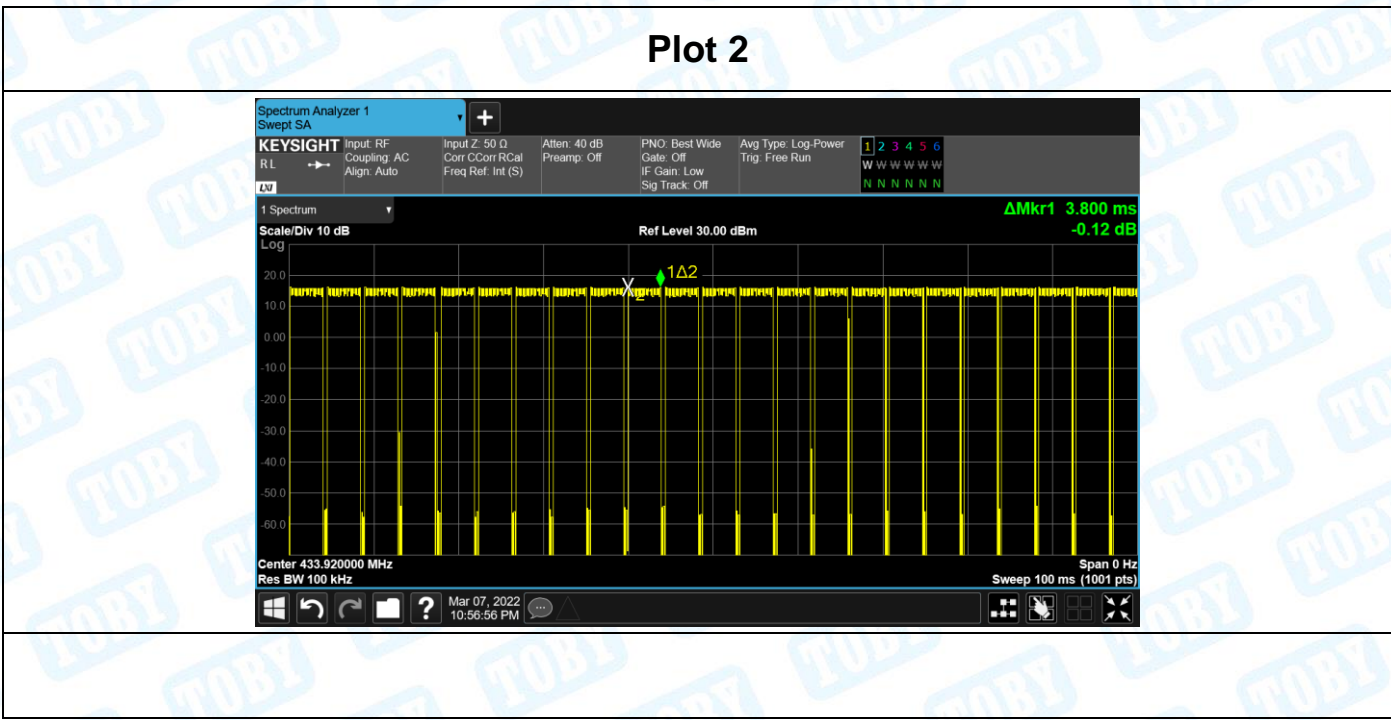 Plot 2
Spectrum Analyzer 1
Swept SA
+
KEYSIGHT
R L
LXI
Input: RF
Coupling: AC
Align: Auto
Input Z: 50 Ω
Corr CCorr RCal
Freq Ref: Int (S)
Atten: 40 dB
Preamp: Off
PNO: Best Wide
Gate: Off
IF Gain: Low
Sig Track: Off
Avg Type: Log-Power
Trig: Free Run
1 2 3 4 5 6
W W W W W W
N N N N N N
1 Spectrum
Scale/Div 10 dB
Ref Level 30.00 dBm
ΔMkr1 3.800 ms
-0.12 dB
Log
1Δ2
X2
20.0
10.0
0.00
-10.0
-20.0
-30.0
-40.0
-50.0
-60.0
Center 433.920000 MHz
Res BW 100 kHz
Span 0 Hz
Sweep 100 ms (1001 pts)
?
Mar 07, 2022
10:56:56 PM
TOBY